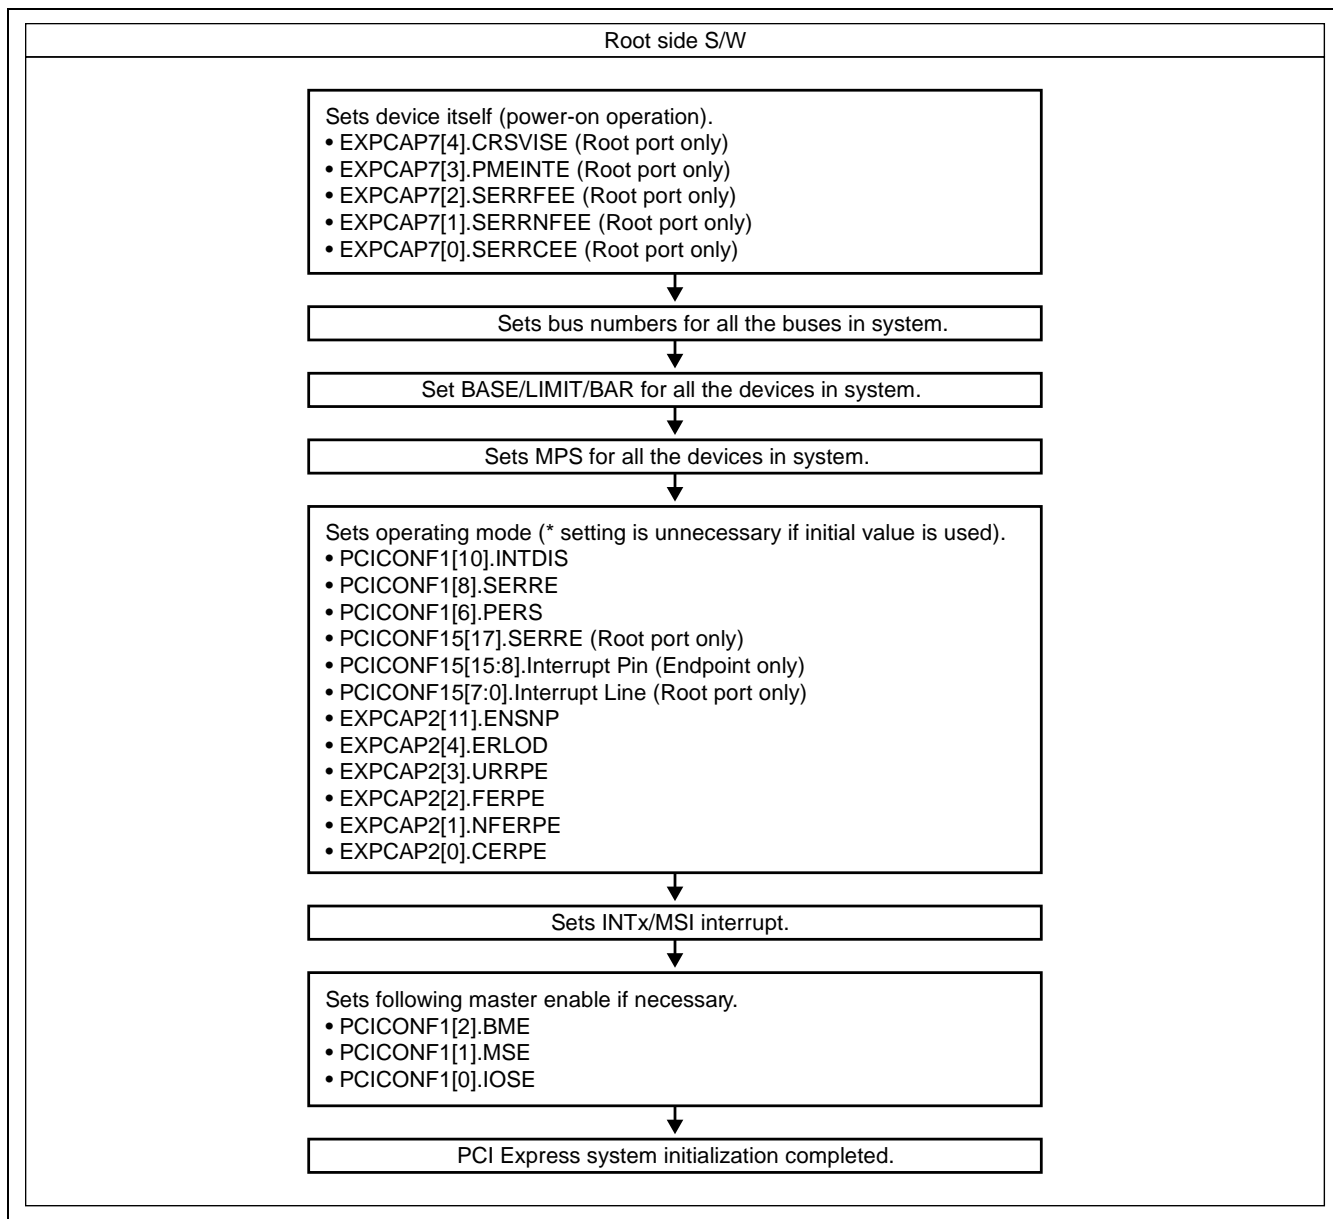 Root side S/W
Sets device itself (power-on operation).
• EXPCAP7[4].CRSVISE (Root port only)
• EXPCAP7[3].PMEINTE (Root port only)
• EXPCAP7[2].SERRFEE (Root port only)
• EXPCAP7[1].SERRNFEE (Root port only)
• EXPCAP7[0].SERRCEE (Root port only)
Sets bus numbers for all the buses in system.
Set BASE/LIMIT/BAR for all the devices in system.
Sets MPS for all the devices in system.
Sets operating mode (* setting is unnecessary if initial value is used).
• PCICONF1[10].INTDIS
• PCICONF1[8].SERRE
• PCICONF1[6].PERS
• PCICONF15[17].SERRE (Root port only)
• PCICONF15[15:8].Interrupt Pin (Endpoint only)
• PCICONF15[7:0].Interrupt Line (Root port only)
• EXPCAP2[11].ENSNP
• EXPCAP2[4].ERLOD
• EXPCAP2[3].URRPE
• EXPCAP2[2].FERPE
• EXPCAP2[1].NFERPE
• EXPCAP2[0].CERPE
Sets INTx/MSI interrupt.
Sets following master enable if necessary.
• PCICONF1[2].BME
• PCICONF1[1].MSE
• PCICONF1[0].IOSE
PCI Express system initialization completed.